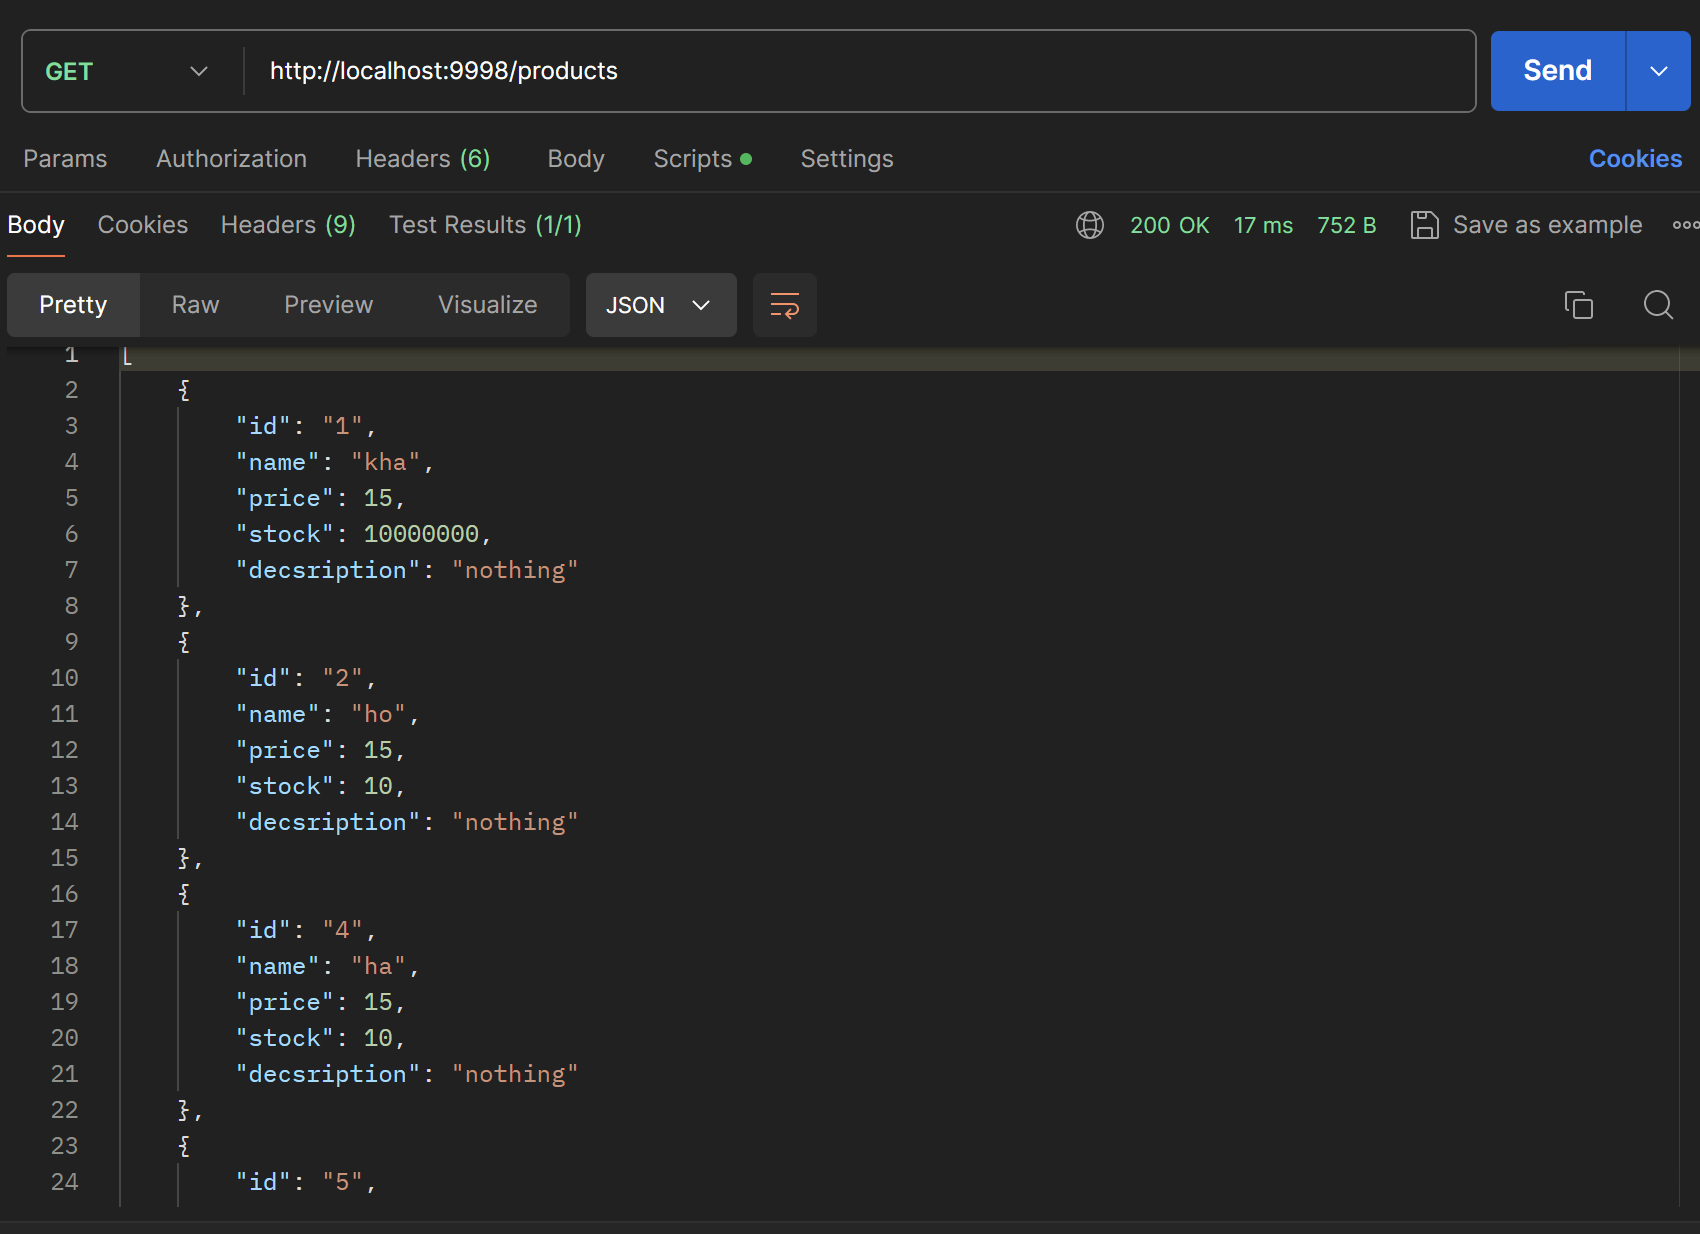 GET http://localhost:9998/products Send
Params Authorization Headers (6) Body Scripts Settings Cookies
Body Cookies Headers (9) Test Results (1/1) 200 OK 17 ms 752 B Save as example
Pretty Raw Preview Visualize JSON
1 [
2 {
3 "id": "1",
4 "name": "kha",
5 "price": 15,
6 "stock": 10000000,
7 "decsription": "nothing"
8 },
9 {
10 "id": "2",
11 "name": "ho",
12 "price": 15,
13 "stock": 10,
14 "decsription": "nothing"
15 },
16 {
17 "id": "4",
18 "name": "ha",
19 "price": 15,
20 "stock": 10,
21 "decsription": "nothing"
22 },
23 {
24 "id": "5",